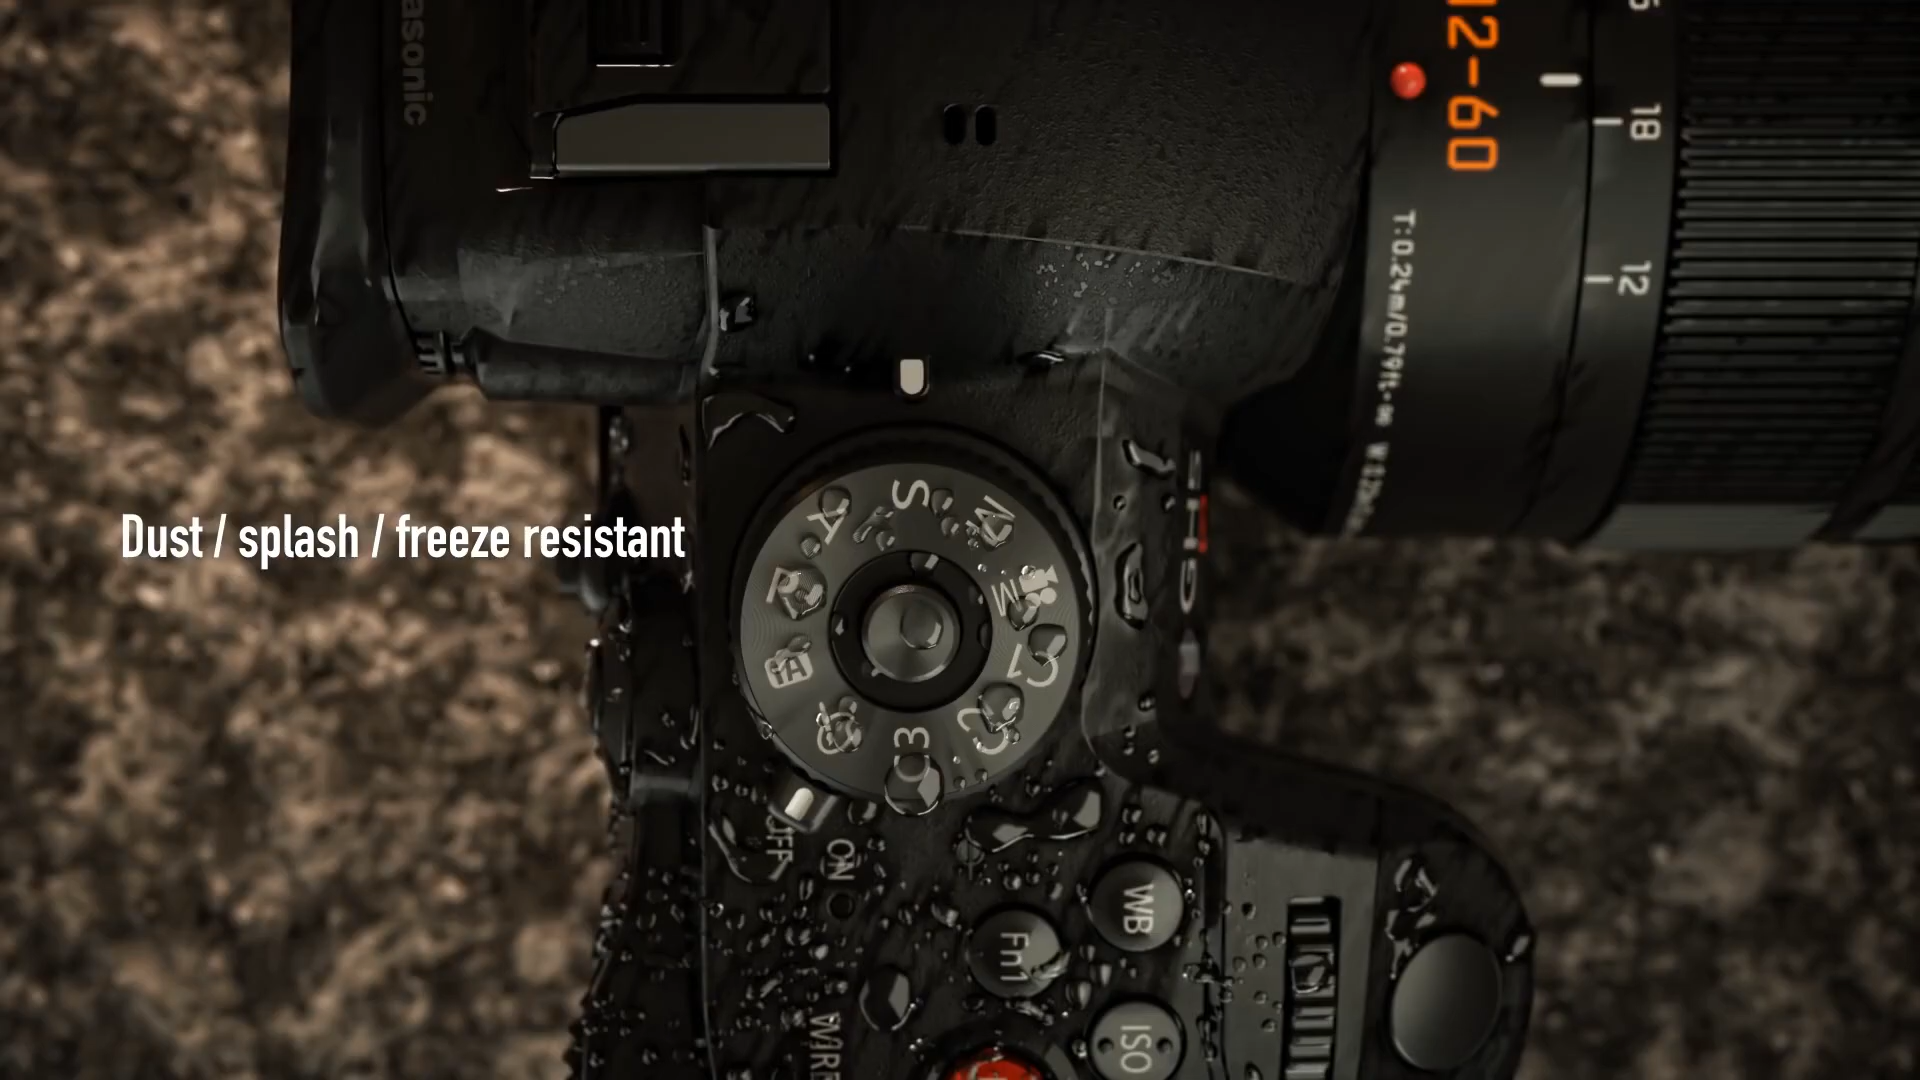 asonic
12-60
18
12
T:0.24m/0.79ft-∞
Dust / splash / freeze resistant
S
M
A
P
M
iA
C1
C3
GH5
OFF
ON
WB
Fn1
ISO